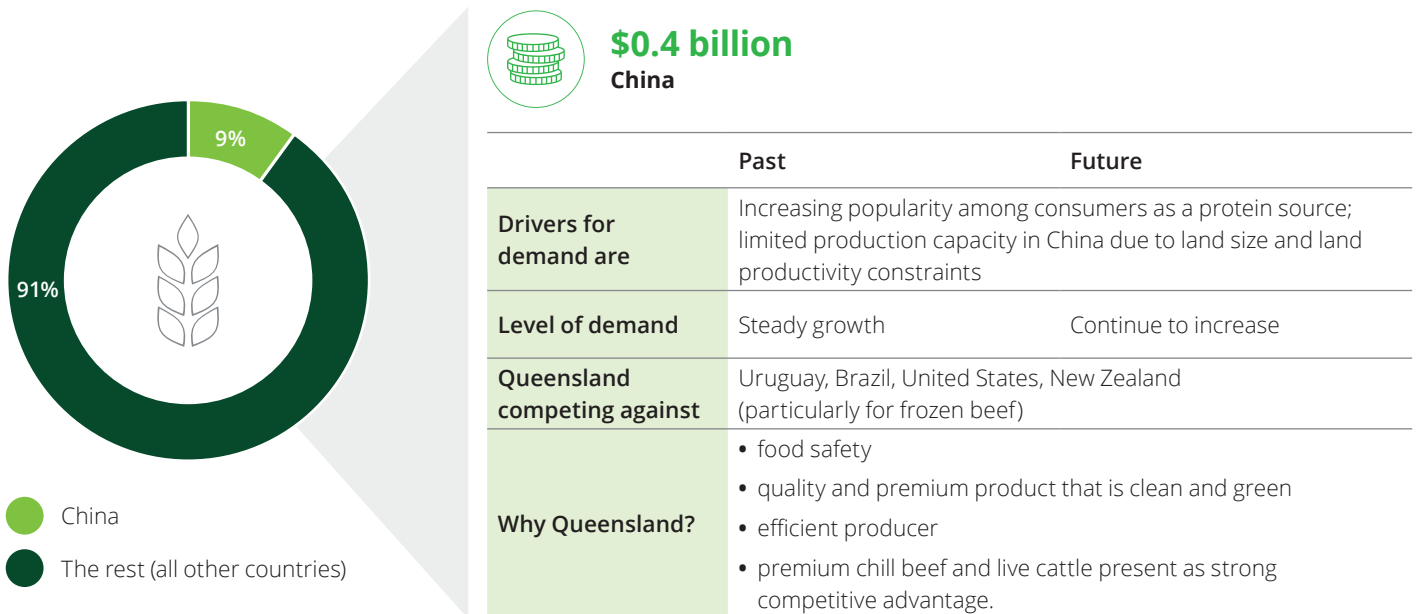 $0.4 billion
China
9%
91%
China
The rest (all other countries)
Past Future
Drivers for
demand are
Increasing popularity among consumers as a protein source;
limited production capacity in China due to land size and land
productivity constraints
Level of demand
Steady growth
Continue to increase
Queensland
competing against
Uruguay, Brazil, United States, New Zealand
(particularly for frozen beef)
Why Queensland?
• food safety
• quality and premium product that is clean and green
• efficient producer
• premium chill beef and live cattle present as strong
competitive advantage.